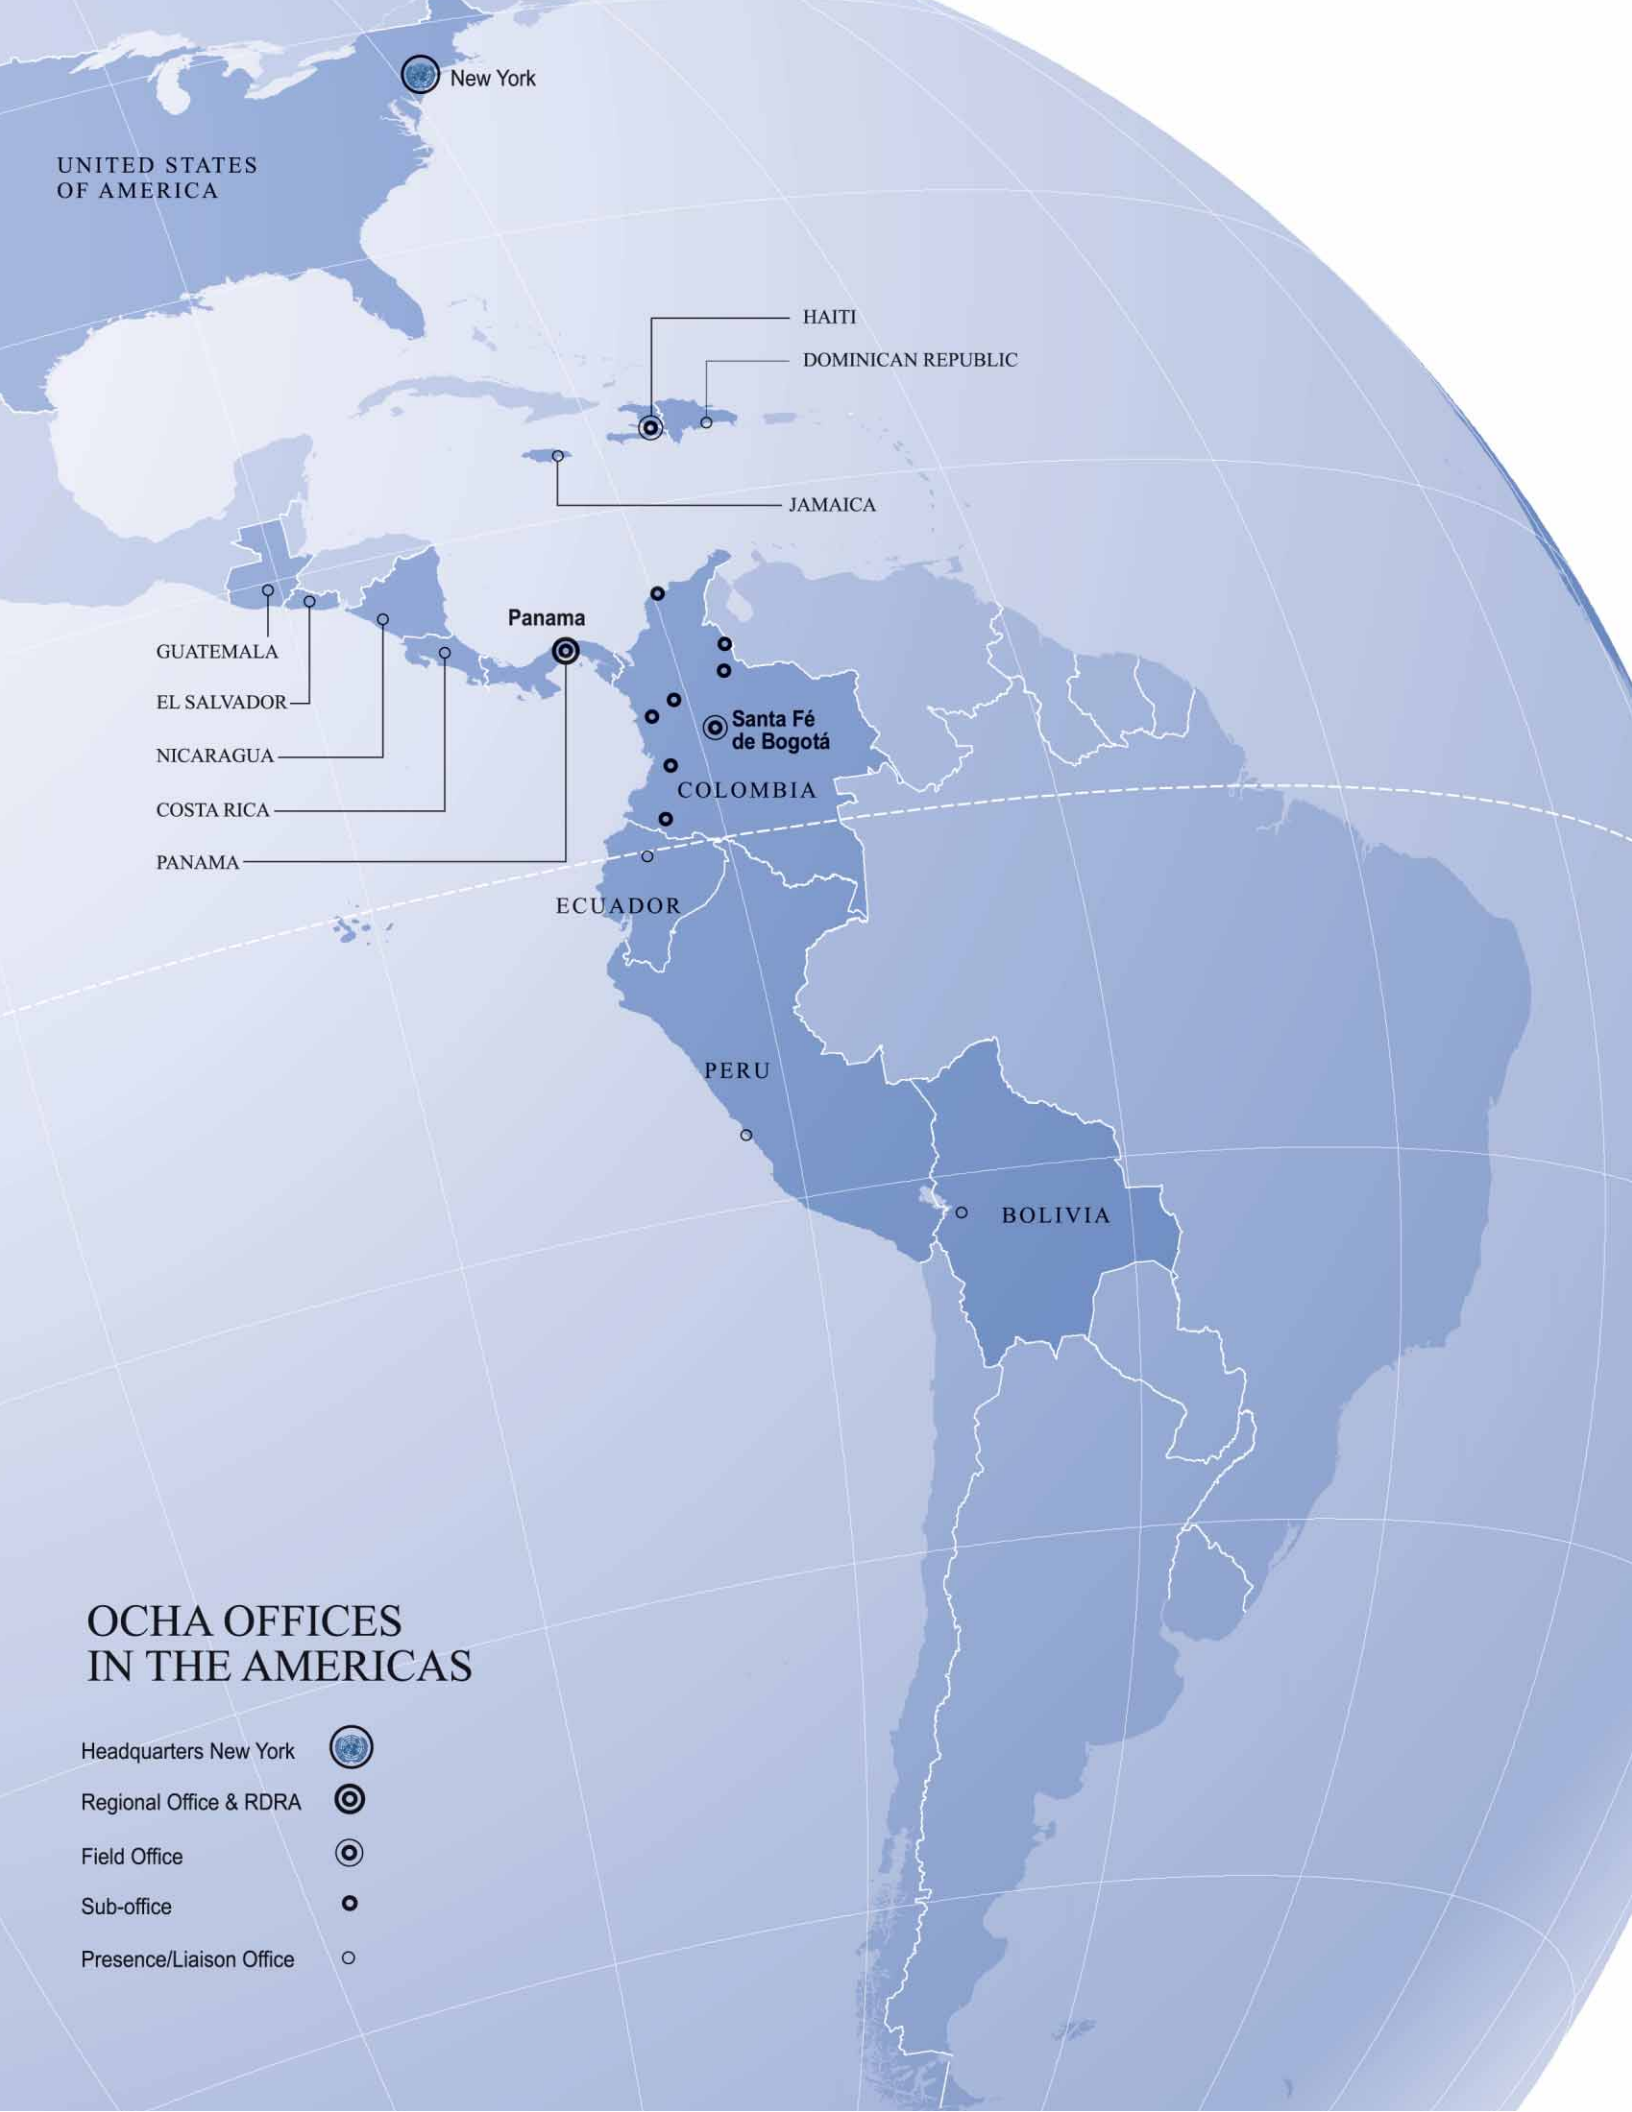 New York
UNITED STATES
OF AMERICA
HAITI
DOMINICAN REPUBLIC
JAMAICA
Panama
GUATEMALA
EL SALVADOR
NICARAGUA
COSTA RICA
PANAMA
Santa Fé
de Bogotá
COLOMBIA
ECUADOR
PERU
BOLIVIA
OCHA OFFICES
IN THE AMERICAS
Headquarters New York
Regional Office & RDRA
Field Office
Sub-office
Presence/Liaison Office